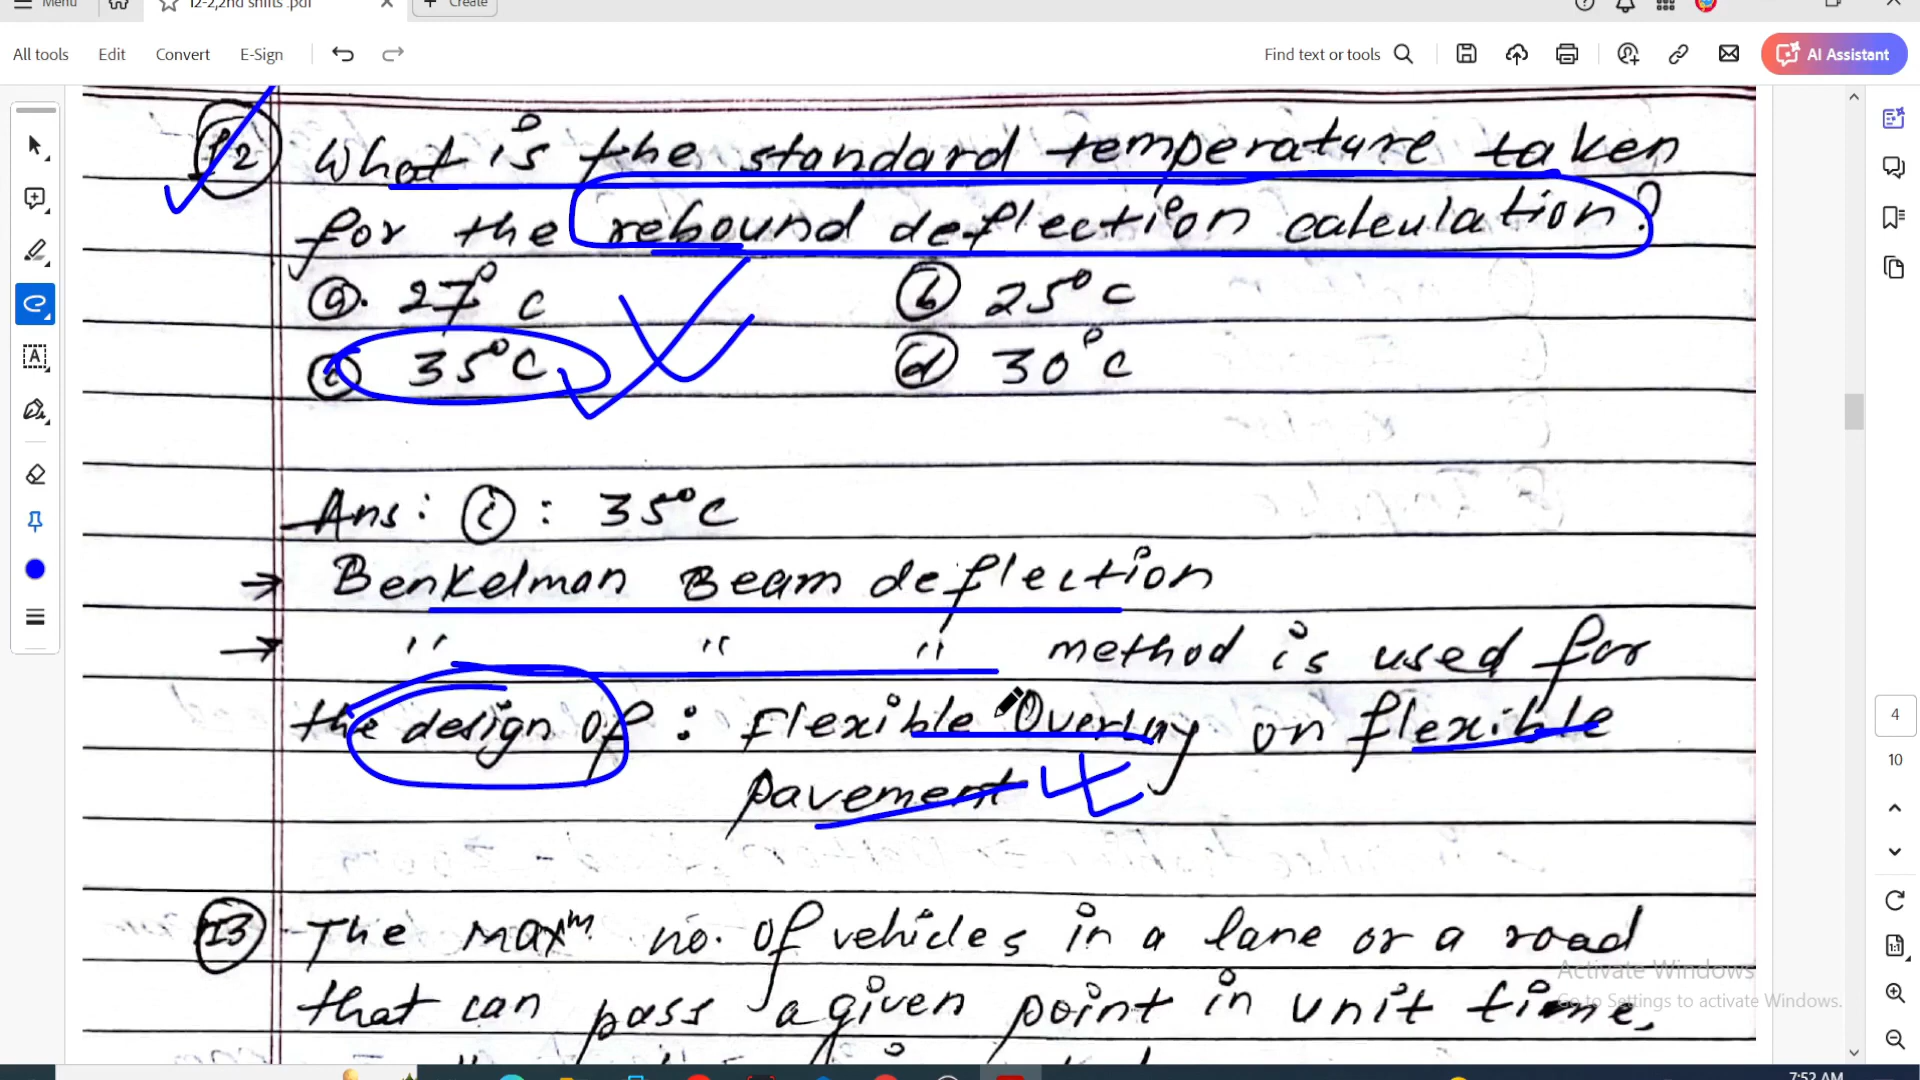 Menu
12-2,2nd shifts .pdf
Create
All tools Edit Convert E-Sign Find text or tools AI Assistant
12 What is the standard temperature taken
for the rebound deflection calculation?
a. 27°C b 25°C
c 35°C d 30°C
Ans: c : 35°C
→ Benkelman Beam deflection
→ " " " method is used for
the design of : Flexible Overlay on flexible
pavement
13 The maxm no. of vehicles in a lane or a road
that can pass a given point in unit time,
4
10
Activate Windows
Go to Settings to activate Windows.
7:52 AM